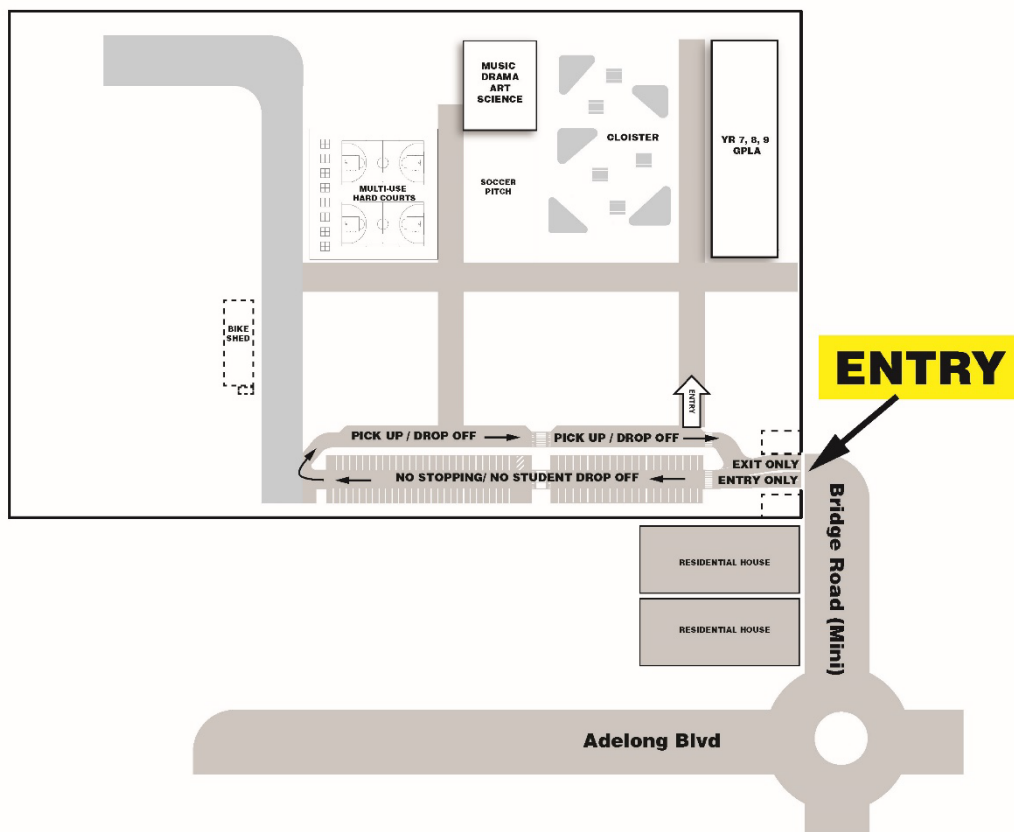 MUSIC
DRAMA
ART
SCIENCE
CLOISTER
YR 7, 8, 9
GPLA
SOCCER
PITCH
MULTI-USE
HARD COURTS
BIKE
SHED
ENTRY
ENTRY
PICK UP / DROP OFF
PICK UP / DROP OFF
EXIT ONLY
NO STOPPING/ NO STUDENT DROP OFF
ENTRY ONLY
Bridge Road (Mini)
RESIDENTIAL HOUSE
RESIDENTIAL HOUSE
Adelong Blvd